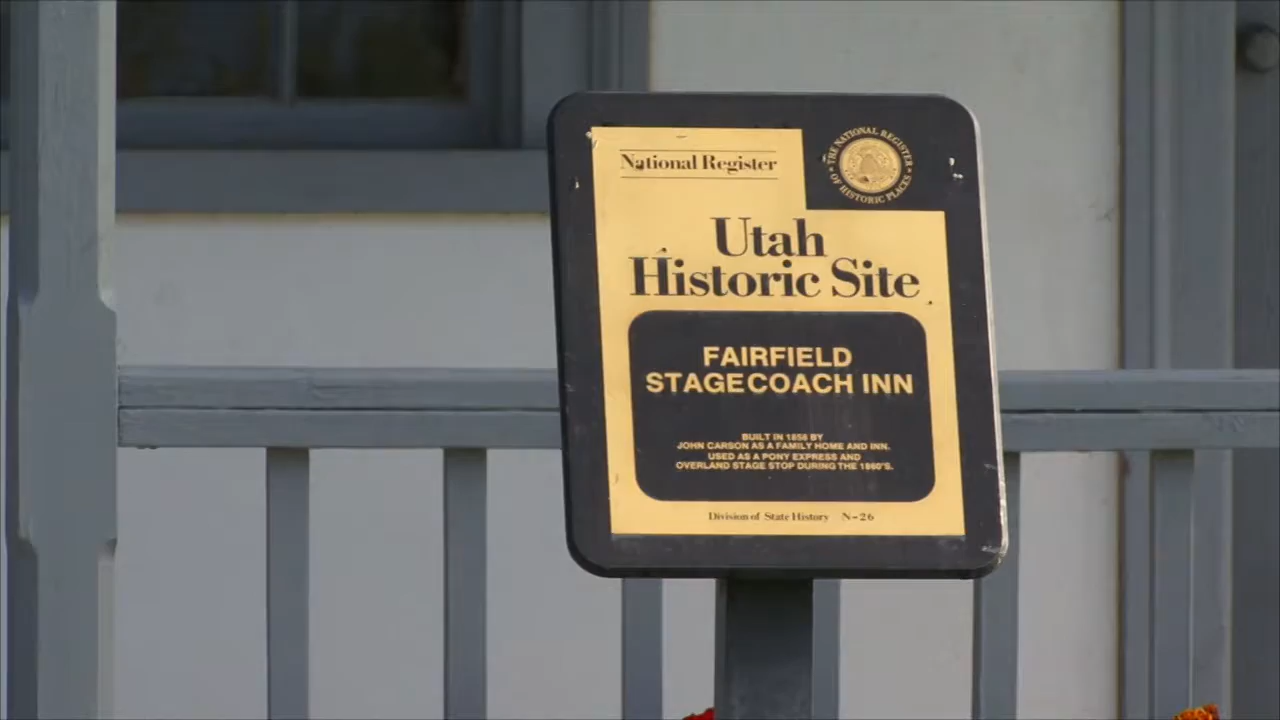 National Register
THE NATIONAL REGISTER
OF HISTORIC PLACES
Utah
Historic Site
FAIRFIELD
STAGECOACH INN
BUILT IN 1858 BY
JOHN CARSON AS A FAMILY HOME AND INN.
USED AS A PONY EXPRESS AND
OVERLAND STAGE STOP DURING THE 1860'S.
Division of State History N-26